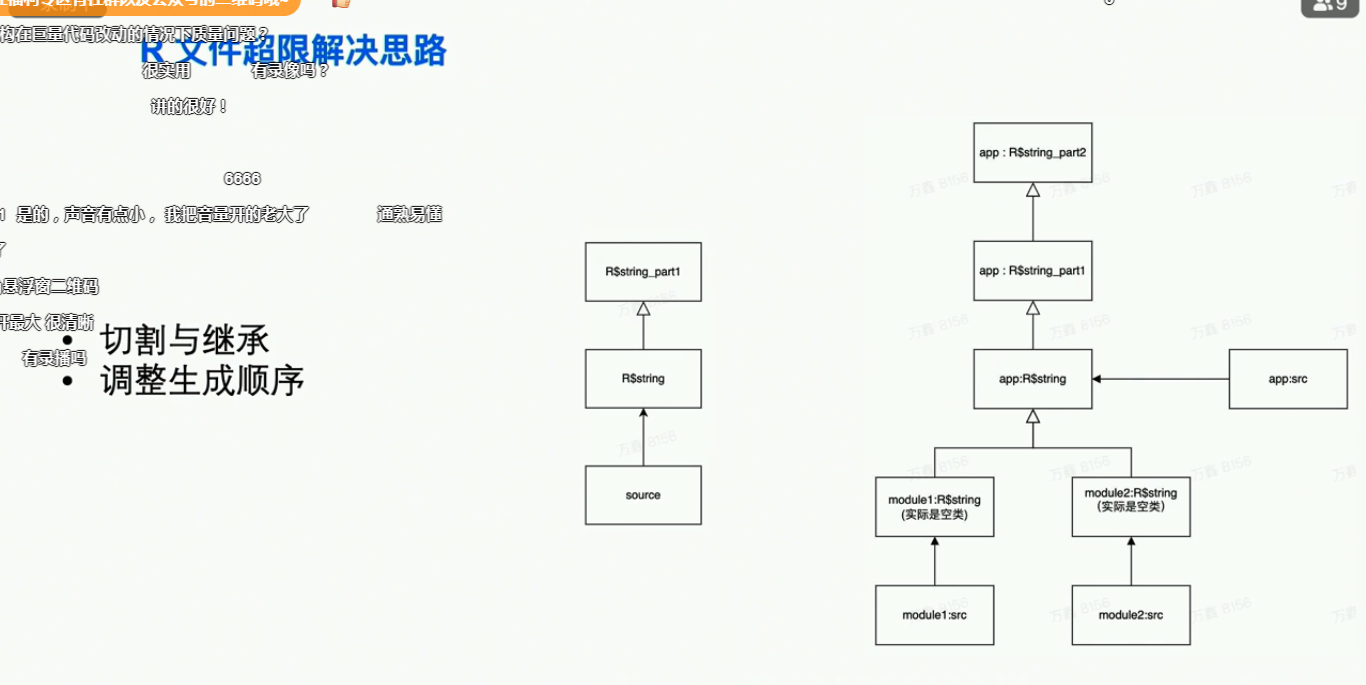 9
构在巨量代码改动的情况下质量问题？
R 文件超限解决思路
很实用 有录像吗？
讲的很好！
6666
是的，声音有点小，我把音量开的老大了 通熟易懂
了
悬浮窗二维码
开最大 很清晰
有录播吗
• 切割与继承
• 调整生成顺序
R$string_part1
R$string
source
app : R$string_part2
app : R$string_part1
app:R$string
app:src
module1:R$string
(实际是空类)
module2:R$string
(实际是空类)
module1:src
module2:src
万鑫 8156